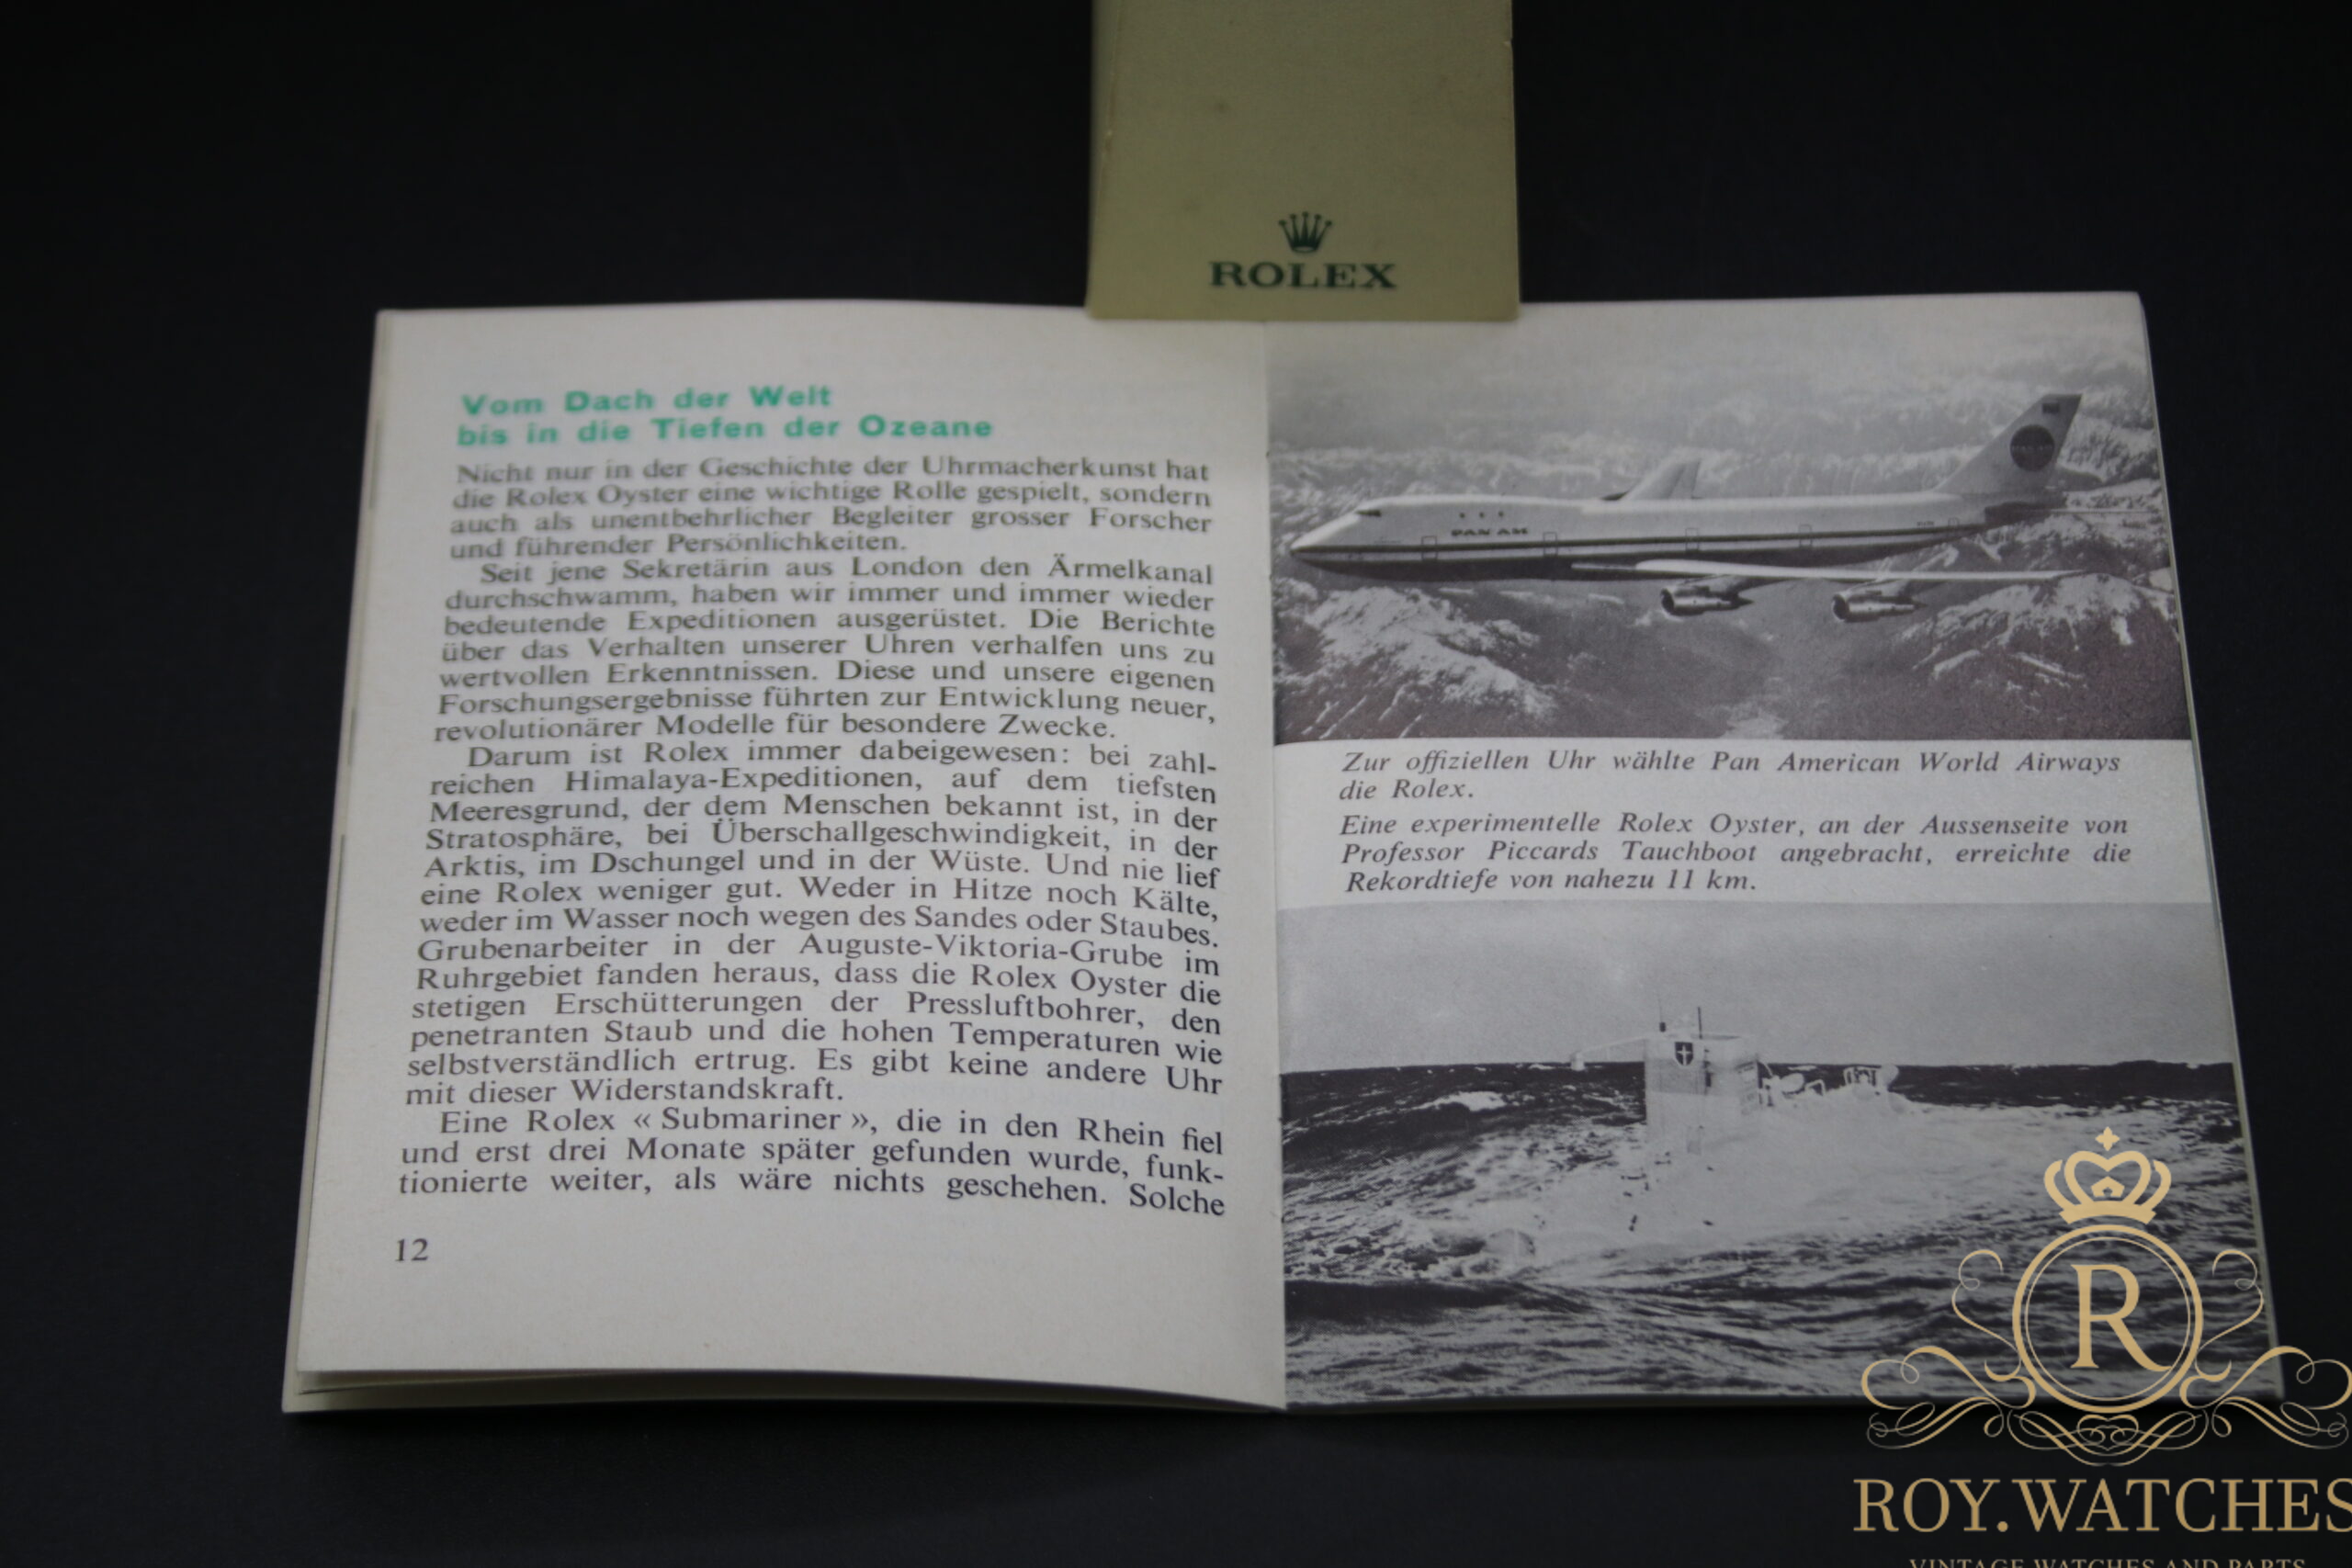 ROLEX
Vom Dach der Welt
bis in die Tiefen der Ozeane
Nicht nur in der Geschichte der Uhrmacherkunst hat
die Rolex Oyster eine wichtige Rolle gespielt, sondern
auch als unentbehrlicher Begleiter grosser Forscher
und führender Persönlichkeiten.
Seit jene Sekretärin aus London den Ärmelkanal
durchschwamm, haben wir immer und immer wieder
bedeutende Expeditionen ausgerüstet. Die Berichte
über das Verhalten unserer Uhren verhalfen uns zu
wertvollen Erkenntnissen. Diese und unsere eigenen
Forschungsergebnisse führten zur Entwicklung neuer,
revolutionärer Modelle für besondere Zwecke.
Darum ist Rolex immer dabeigewesen: bei zahl-
reichen Himalaya-Expeditionen, auf dem tiefsten
Meeresgrund, der dem Menschen bekannt ist, in der
Stratosphäre, bei Überschallgeschwindigkeit, in der
Arktis, im Dschungel und in der Wüste. Und nie lief
eine Rolex weniger gut. Weder in Hitze noch Kälte,
weder im Wasser noch wegen des Sandes oder Staubes.
Grubenarbeiter in der Auguste-Viktoria-Grube im
Ruhrgebiet fanden heraus, dass die Rolex Oyster die
stetigen Erschütterungen der Pressluftbohrer, den
penetranten Staub und die hohen Temperaturen wie
selbstverständlich ertrug. Es gibt keine andere Uhr
mit dieser Widerstandskraft.
Eine Rolex « Submariner », die in den Rhein fiel
und erst drei Monate später gefunden wurde, funk-
tionierte weiter, als wäre nichts geschehen. Solche
12
PAN AM
Zur offiziellen Uhr wählte Pan American World Airways
die Rolex.
Eine experimentelle Rolex Oyster, an der Aussenseite von
Professor Piccards Tauchboot angebracht, erreichte die
Rekordtiefe von nahezu 11 km.
R
ROY.WATCHES
VINTAGE WATCHES AND PARTS